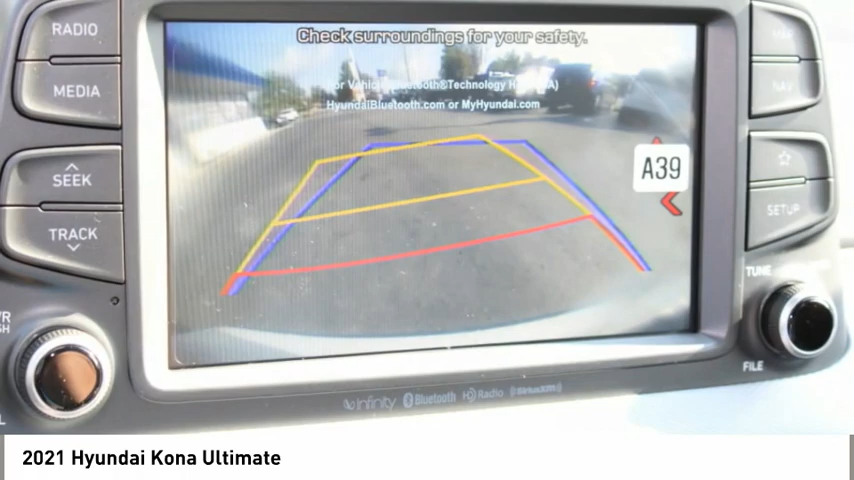 RADIO
Check surroundings for your safety.
MEDIA
NAV
HyundaiBluetooth.com or MyHyundai.com
SEEK
A39
SETUP
TRACK
TUNE
FILE
Infinity Bluetooth HD Radio SiriusXM
2021 Hyundai Kona Ultimate